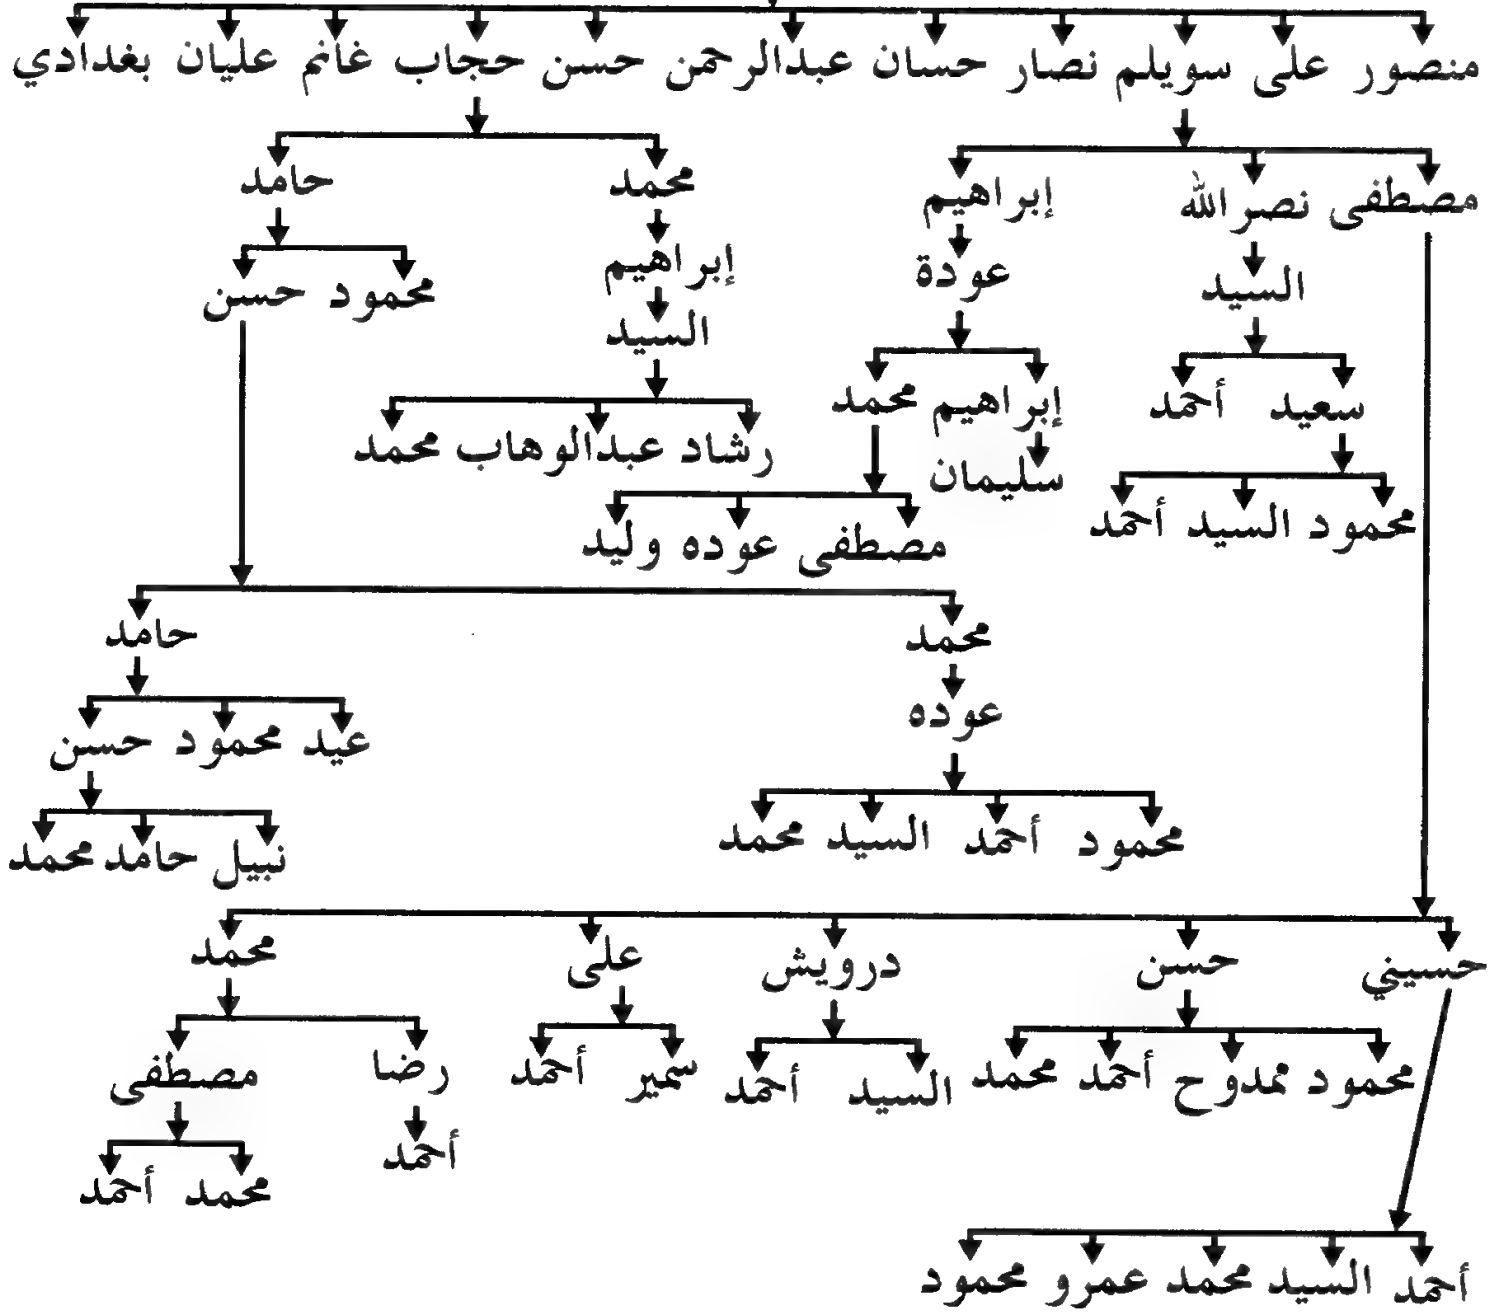 منصور على سويلم نصار حسان عبدالرحمن حسن حجاب غانم عليان بغدادي
محمد حامد
مصطفى نصرالله إبراهيم
إبراهيم
عودة
السيد
محمود حسن
السيد
سعيد أحمد
إبراهيم محمد
رشاد عبدالوهاب محمد
سليمان
محمود السيد أحمد
مصطفى عوده وليد
محمد حامد
عوده
عيد محمود حسن
محمود أحمد السيد محمد
نبيل حامد محمد
حسيني حسن درويش على محمد
محمود ممدوح أحمد محمد
السيد أحمد
سمير أحمد
رضا مصطفى
أحمد
محمد أحمد
أحمد السيد محمد عمرو محمود